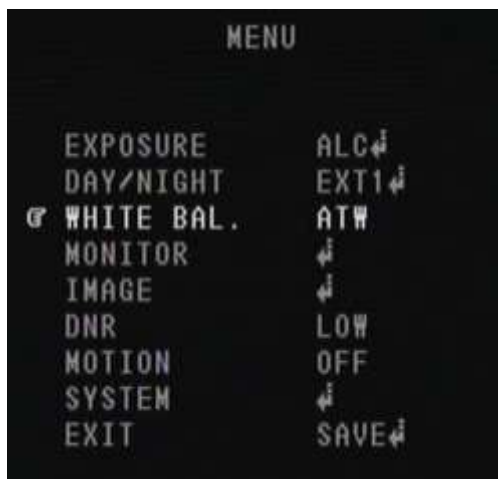 MENU
EXPOSURE ALC↲
DAY/NIGHT EXT1↲
☞ WHITE BAL. ATW
MONITOR ↲
IMAGE ↲
DNR LOW
MOTION OFF
SYSTEM ↲
EXIT SAVE↲